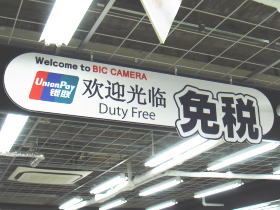 Welcome to BIC CAMERA
UnionPay
银联
欢迎光临
Duty Free
免税